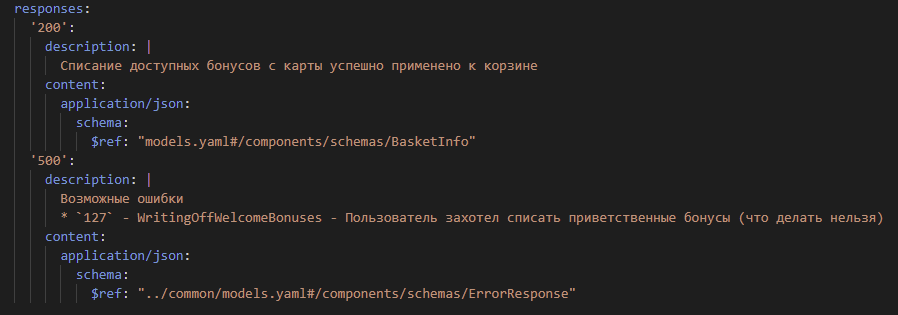 responses:
'200':
description: |
Списание доступных бонусов с карты успешно применено к корзине
content:
application/json:
schema:
$ref: "models.yaml#/components/schemas/BasketInfo"
'500':
description: |
Возможные ошибки
* `127` - WritingOffWelcomeBonuses - Пользователь захотел списать приветственные бонусы (что делать нельзя)
content:
application/json:
schema:
$ref: "../common/models.yaml#/components/schemas/ErrorResponse"